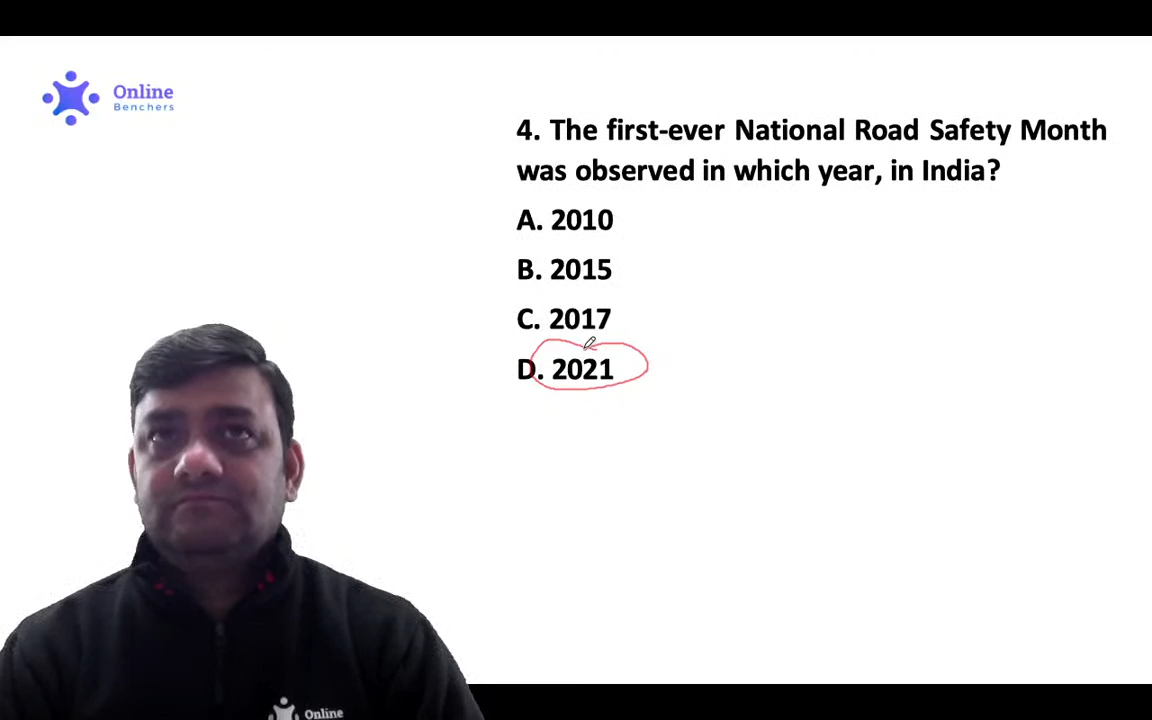 Online
Benchers
4. The first-ever National Road Safety Month
was observed in which year, in India?
A. 2010
B. 2015
C. 2017
D. 2021
Online